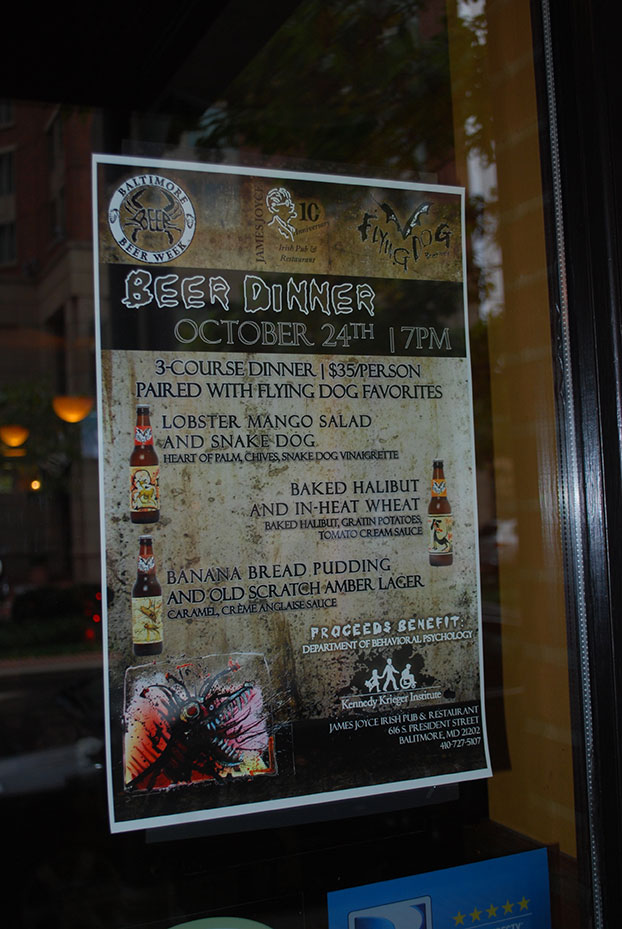 BALTIMORE
BEER
BEER WEEK
JAMES JOYCE
10
Anniversary
Irish Pub &
Restaurant
FLYING DOG
BEER DINNER
OCTOBER 24TH | 7PM
3-COURSE DINNER | $35/PERSON
PAIRED WITH FLYING DOG FAVORITES
LOBSTER MANGO SALAD
AND SNAKE DOG
HEART OF PALM, CHIVES, SNAKE DOG VINAIGRETTE
BAKED HALIBUT
AND IN-HEAT WHEAT
BAKED HALIBUT, GRATIN POTATOES,
TOMATO CREAM SAUCE
BANANA BREAD PUDDING
AND OLD SCRATCH AMBER LAGER
CARAMEL, CRÈME ANGLAISE SAUCE
PROCEEDS BENEFIT:
DEPARTMENT OF BEHAVIORAL PSYCHOLOGY
Kennedy Krieger Institute
JAMES JOYCE IRISH PUB & RESTAURANT
616 S. PRESIDENT STREET
BALITMORE, MD 21202
410-727-5107